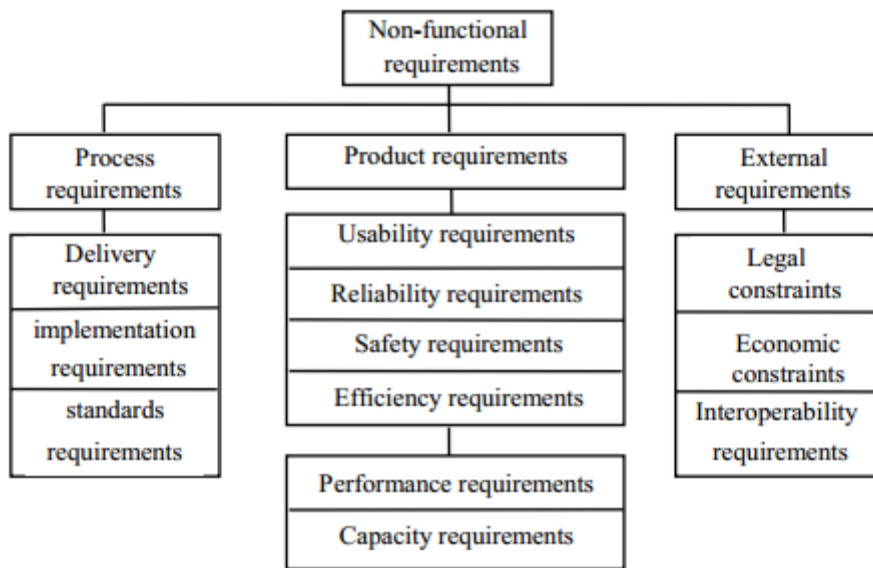 Non-functional
requirements
Process
requirements
Product requirements
External
requirements
Delivery
requirements
implementation
requirements
standards
requirements
Usability requirements
Reliability requirements
Safety requirements
Efficiency requirements
Performance requirements
Capacity requirements
Legal
constraints
Economic
constraints
Interoperability
requirements